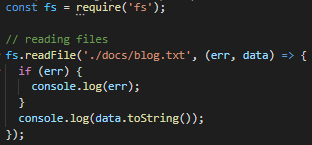 const fs = require('fs');
// reading files
fs.readFile('./docs/blog.txt', (err, data) => {
  if (err) {
    console.log(err);
  }
  console.log(data.toString());
});